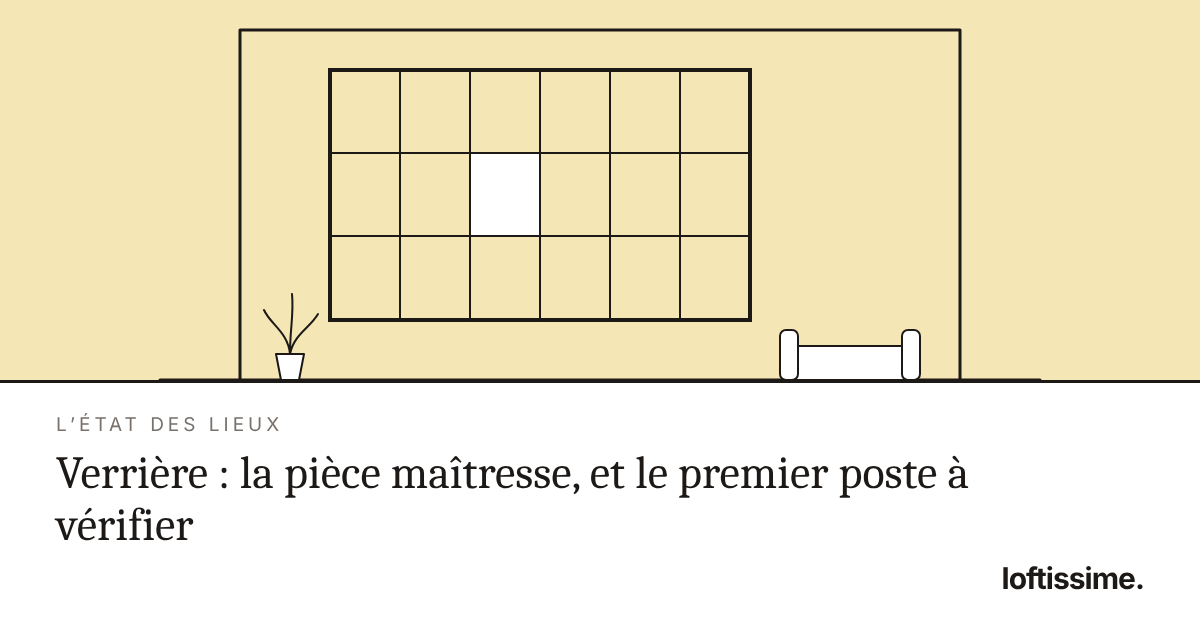 L’ÉTAT DES LIEUX
Verrière : la pièce maîtresse, et le premier poste à
vérifier
loftissime.